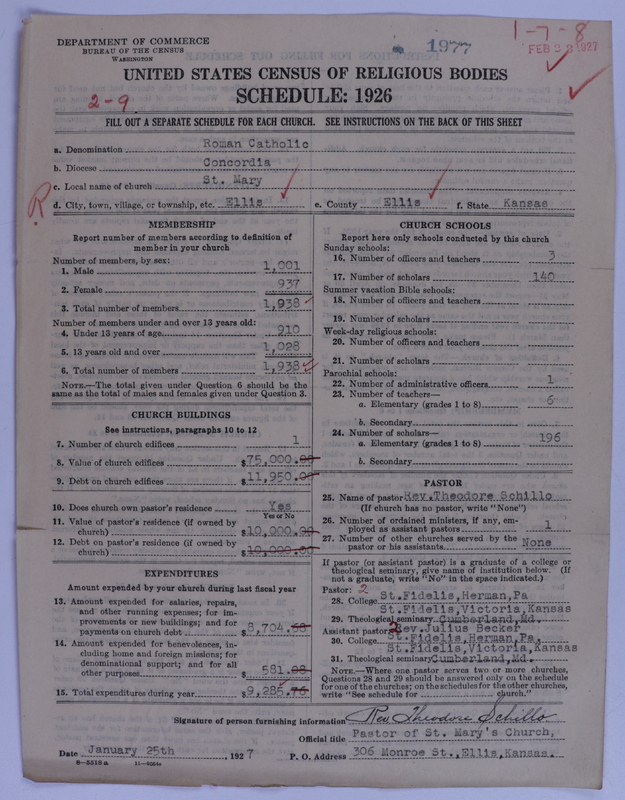 DEPARTMENT OF COMMERCE
BUREAU OF THE CENSUS
WASHINGTON
1977
1-7-8
FEB 23 1927
UNITED STATES CENSUS OF RELIGIOUS BODIES
SCHEDULE: 1926
2-9
FILL OUT A SEPARATE SCHEDULE FOR EACH CHURCH. SEE INSTRUCTIONS ON THE BACK OF THIS SHEET
a. Denomination Roman Catholic
b. Diocese Concordia
c. Local name of church St. Mary
R
d. City, town, village, or township, etc. Ellis e. County Ellis f. State Kansas
MEMBERSHIP
Report number of members according to definition of
member in your church
Number of members, by sex:
1. Male 1,001
2. Female 937
3. Total number of members 1,938
Number of members under and over 13 years old:
4. Under 13 years of age 910
5. 13 years old and over 1,028
6. Total number of members 1,938
NOTE.—The total given under Question 6 should be the
same as the total of males and females given under Question 3.
CHURCH BUILDINGS
See instructions, paragraphs 10 to 12
7. Number of church edifices 1
8. Value of church edifices $75,000.00
9. Debt on church edifices $11,950.00
10. Does church own pastor's residence Yes
Yes or No
11. Value of pastor's residence (if owned by
church) $10,000.00
12. Debt on pastor's residence (if owned by
church) $10,000.00
EXPENDITURES
Amount expended by your church during last fiscal year
13. Amount expended for salaries, repairs,
and other running expenses; for im-
provements or new buildings; and for
payments on church debt $8,704.58
14. Amount expended for benevolences, in-
cluding home and foreign missions; for
denominational support; and for all
other purposes $581.
15. Total expenditures during year $9,285.76
CHURCH SCHOOLS
Report here only schools conducted by this church
Sunday schools:
16. Number of officers and teachers 3
17. Number of scholars 140
Summer vacation Bible schools:
18. Number of officers and teachers
19. Number of scholars
Week-day religious schools:
20. Number of officers and teachers
21. Number of scholars
Parochial schools:
22. Number of administrative officers 1
23. Number of teachers—
a. Elementary (grades 1 to 8) 6
b. Secondary
24. Number of scholars—
a. Elementary (grades 1 to 8) 196
b. Secondary
PASTOR
25. Name of pastor Rev.Theodore Schillo
(If church has no pastor, write "None")
26. Number of ordained ministers, if any, em-
ployed as assistant pastors 1
27. Number of other churches served by the
pastor or his assistants None
If pastor (or assistant pastor) is a graduate of a college or
theological seminary, give name of institution below. (If
not a graduate, write "No" in the space indicated.)
Pastor: 2
28. College St.Fidelis,Herman,Pa
St.Fidelis,Victoria,Kansas
29. Theological seminary Cumberland,Md.
Assistant pastor: 2 Rev.Julius Becker
30. College St.Fidelis,Herman,Pa,
St.Fidelis,Victoria,Kansas
31. Theological seminary Cumberland,Md.
NOTE.—Where one pastor serves two or more churches,
Questions 28 and 29 should be answered only on the schedule
for one of the churches; on the schedules for the other churches,
write "See schedule for church."
Signature of person furnishing information Rev. Theodore Schillo
Official title Pastor of St. Mary's Church,
Date January 25th 1927 P. O. Address 306 Monroe St.,Ellis,Kansas.
8-5518a